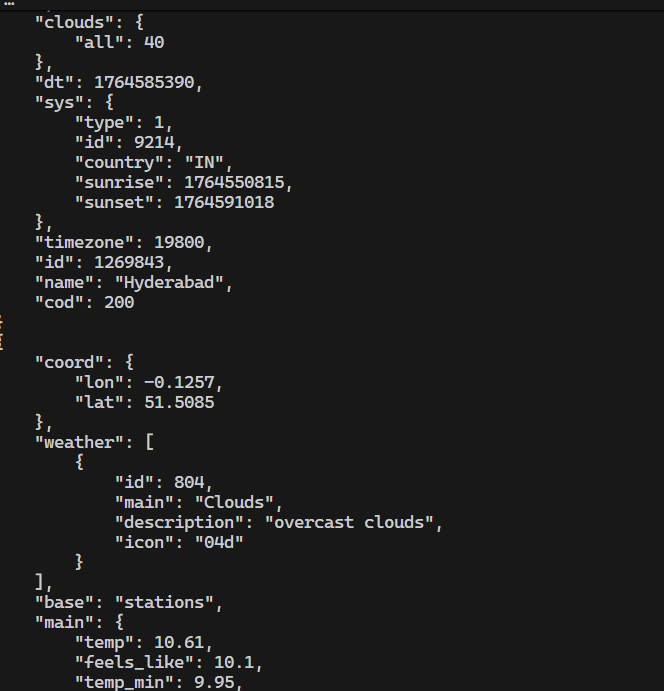 ...
"clouds": {
"all": 40
},
"dt": 1764585390,
"sys": {
"type": 1,
"id": 9214,
"country": "IN",
"sunrise": 1764550815,
"sunset": 1764591018
},
"timezone": 19800,
"id": 1269843,
"name": "Hyderabad",
"cod": 200
"coord": {
"lon": -0.1257,
"lat": 51.5085
},
"weather": [
{
"id": 804,
"main": "Clouds",
"description": "overcast clouds",
"icon": "04d"
}
],
"base": "stations",
"main": {
"temp": 10.61,
"feels_like": 10.1,
"temp_min": 9.95,